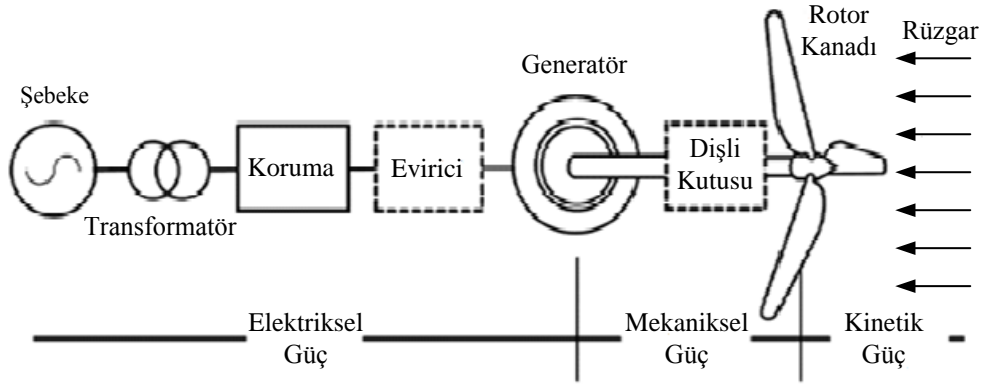 Rotor
Kanadı
Rüzgar
Generatör
Şebeke
Koruma
Evirici
Dişli
Kutusu
Transformatör
Elektriksel
Güç
Mekaniksel
Güç
Kinetik
Güç